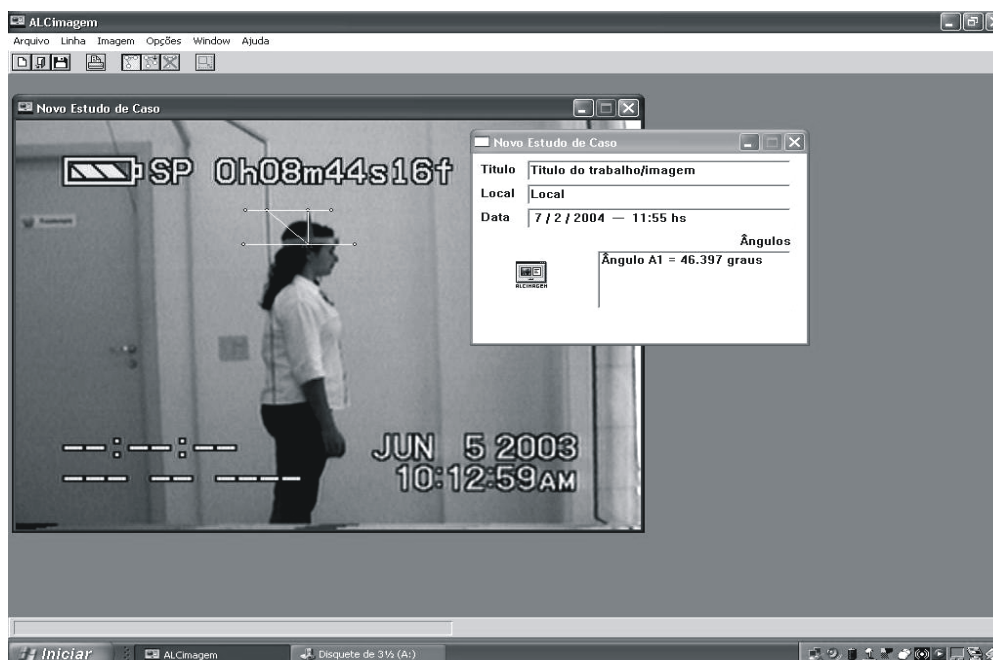 ALCimagem
Arquivo Linha Imagem Opções Window Ajuda
Novo Estudo de Caso
SP 0h08m44s16f
--:--:--
-- -- ----
JUN 5 2003
10:12:59AM
Novo Estudo de Caso
Titulo Titulo do trabalho/imagem
Local Local
Data 7 / 2 / 2004 — 11:55 hs
Ângulos
Ângulo A1 = 46.397 graus
ALCIMAGEM
Iniciar ALCimagem Disquete de 3½ (A:)